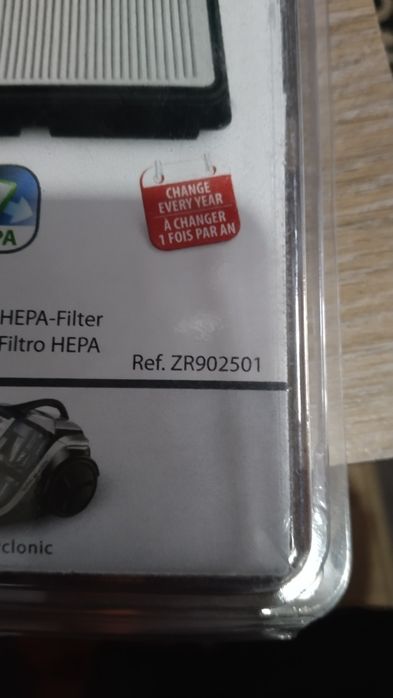 PA
CHANGE
EVERY YEAR
À CHANGER
1 FOIS PAR AN
HEPA-Filter
Filtro HEPA
Ref. ZR902501
clonic